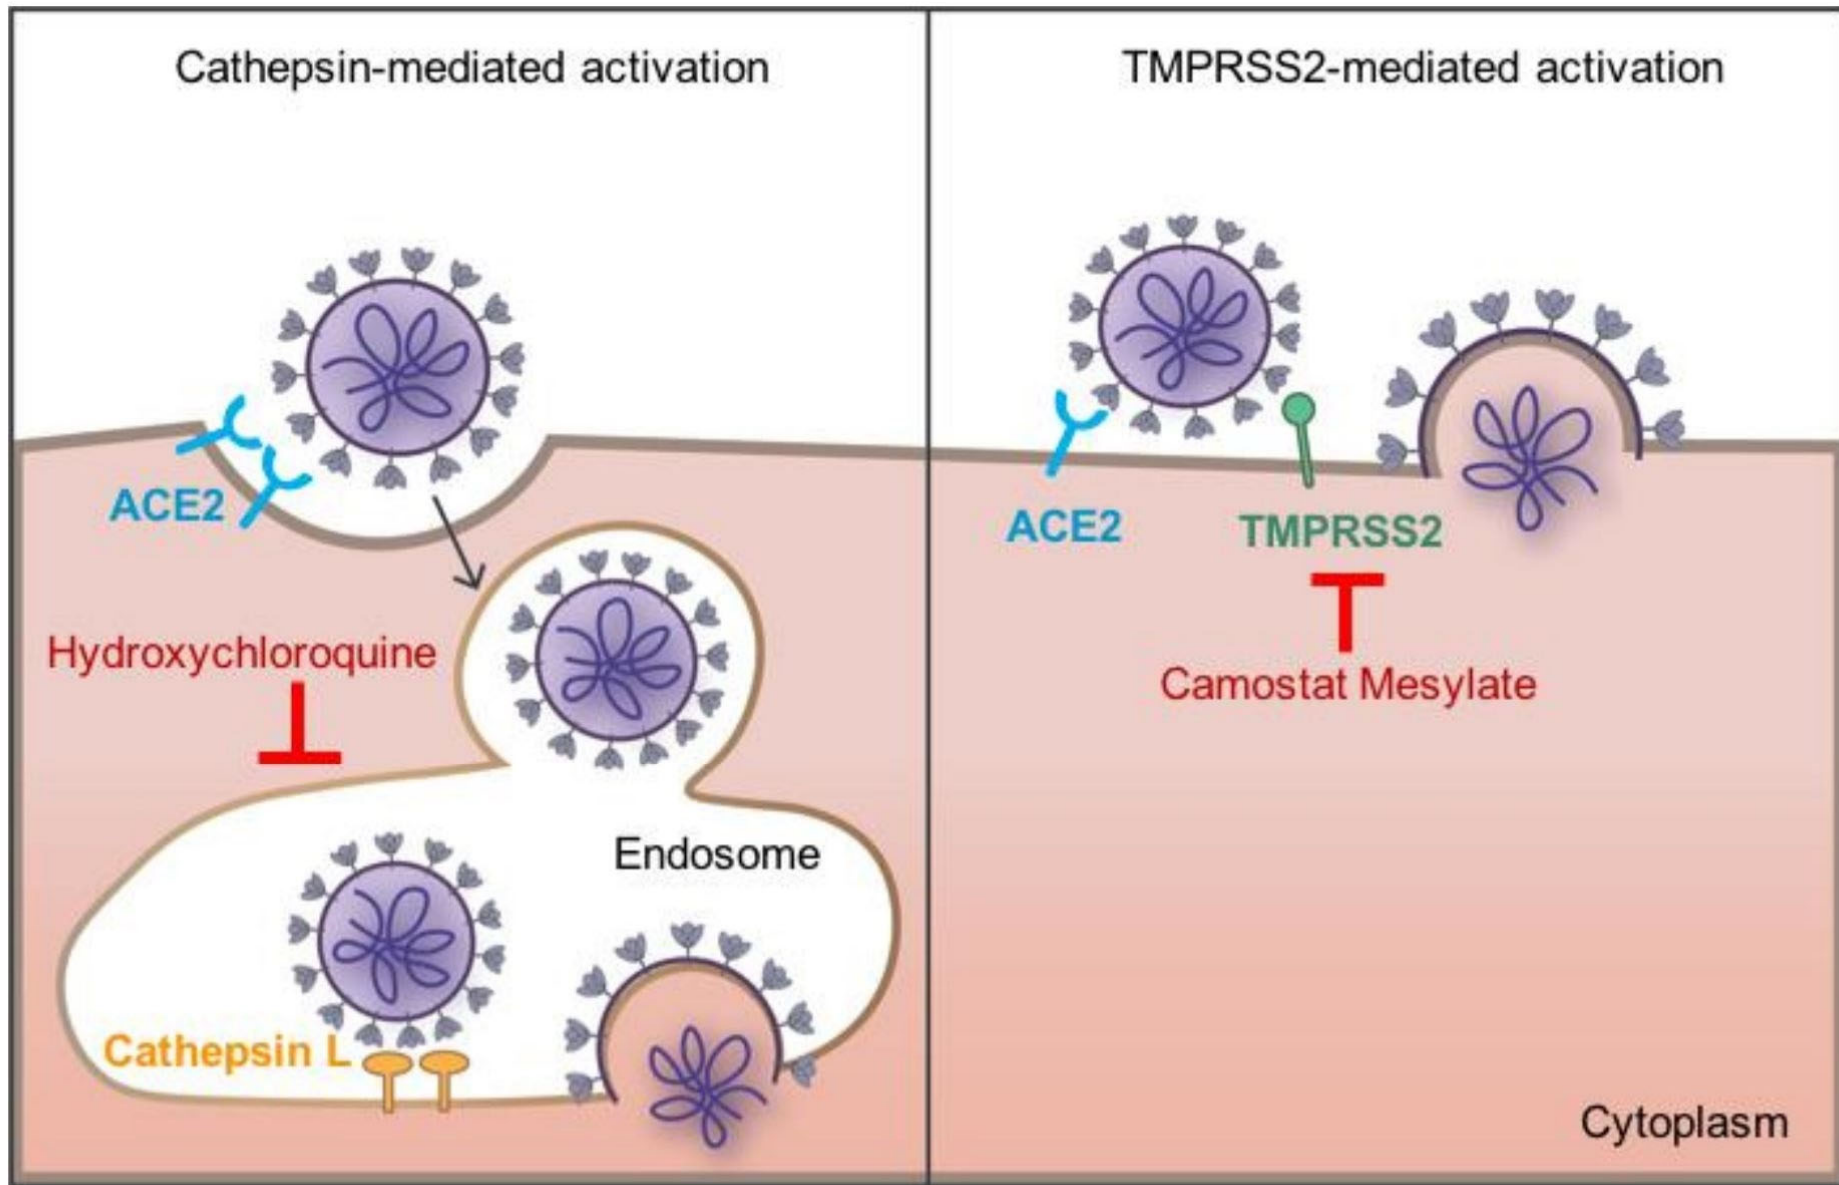 Cathepsin-mediated activation
ACE2
Hydroxychloroquine
Endosome
Cathepsin L
TMPRSS2-mediated activation
ACE2
TMPRSS2
Camostat Mesylate
Cytoplasm